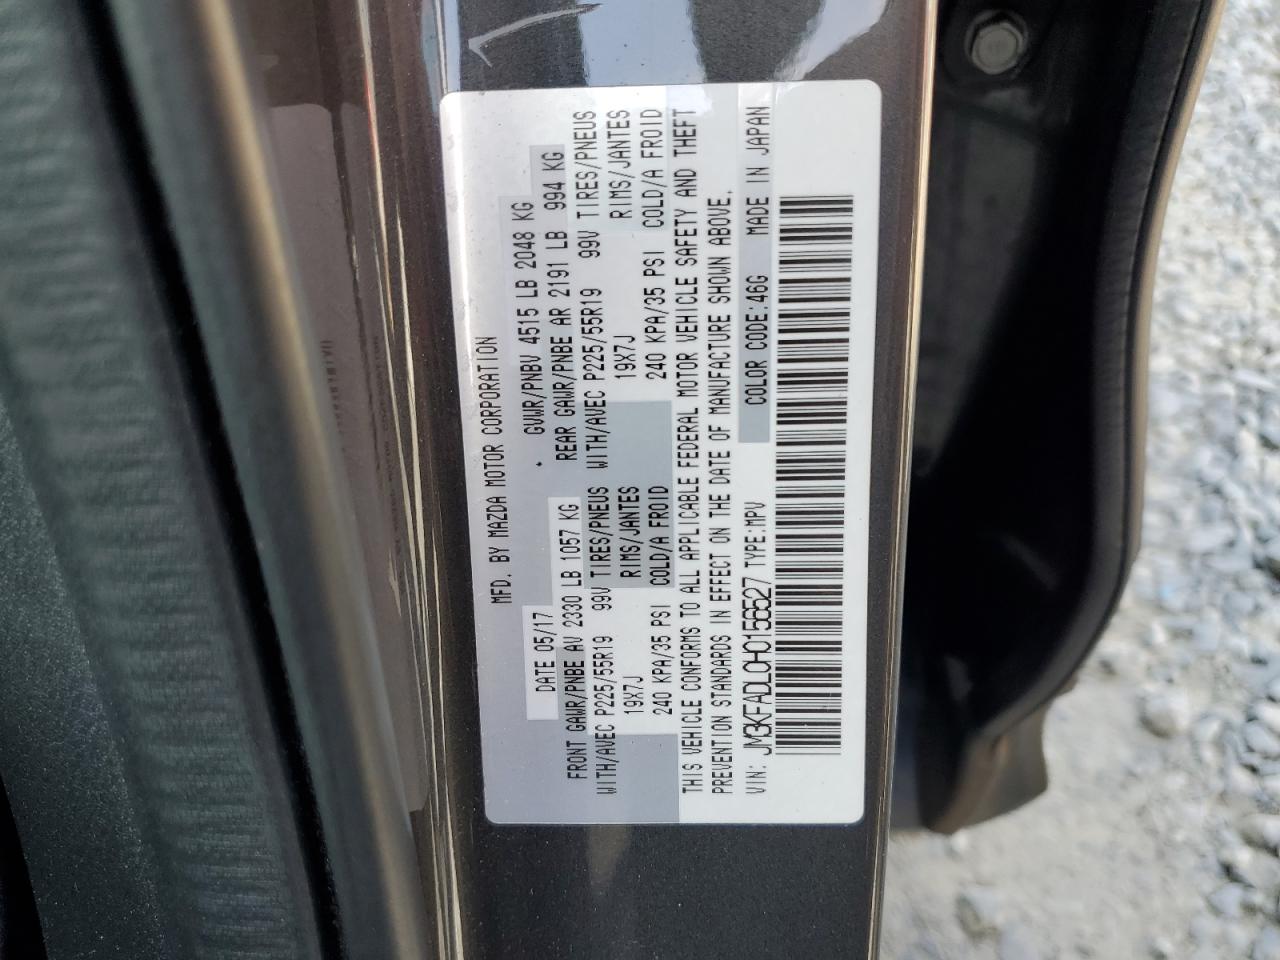 MFD. BY MAZDA MOTOR CORPORATION
DATE 05/17 GVWR/PNBV 4515 LB 2048 KG
FRONT GAWR/PNBE AV 2330 LB 1057 KG REAR GAWR/PNBE AR 2191 LB 994 KG
WITH/AVEC P225/55R19 99V TIRES/PNEUS WITH/AVEC P225/55R19 99V TIRES/PNEUS
19X7J RIMS/JANTES 19X7J RIMS/JANTES
240 KPA/35 PSI COLD/A FROID 240 KPA/35 PSI COLD/A FROID
THIS VEHICLE CONFORMS TO ALL APPLICABLE FEDERAL MOTOR VEHICLE SAFETY AND THEFT
PREVENTION STANDARDS IN EFFECT ON THE DATE OF MANUFACTURE SHOWN ABOVE.
VIN: JM3KFADL0H0156527 TYPE:MPV COLOR CODE:46G MADE IN JAPAN